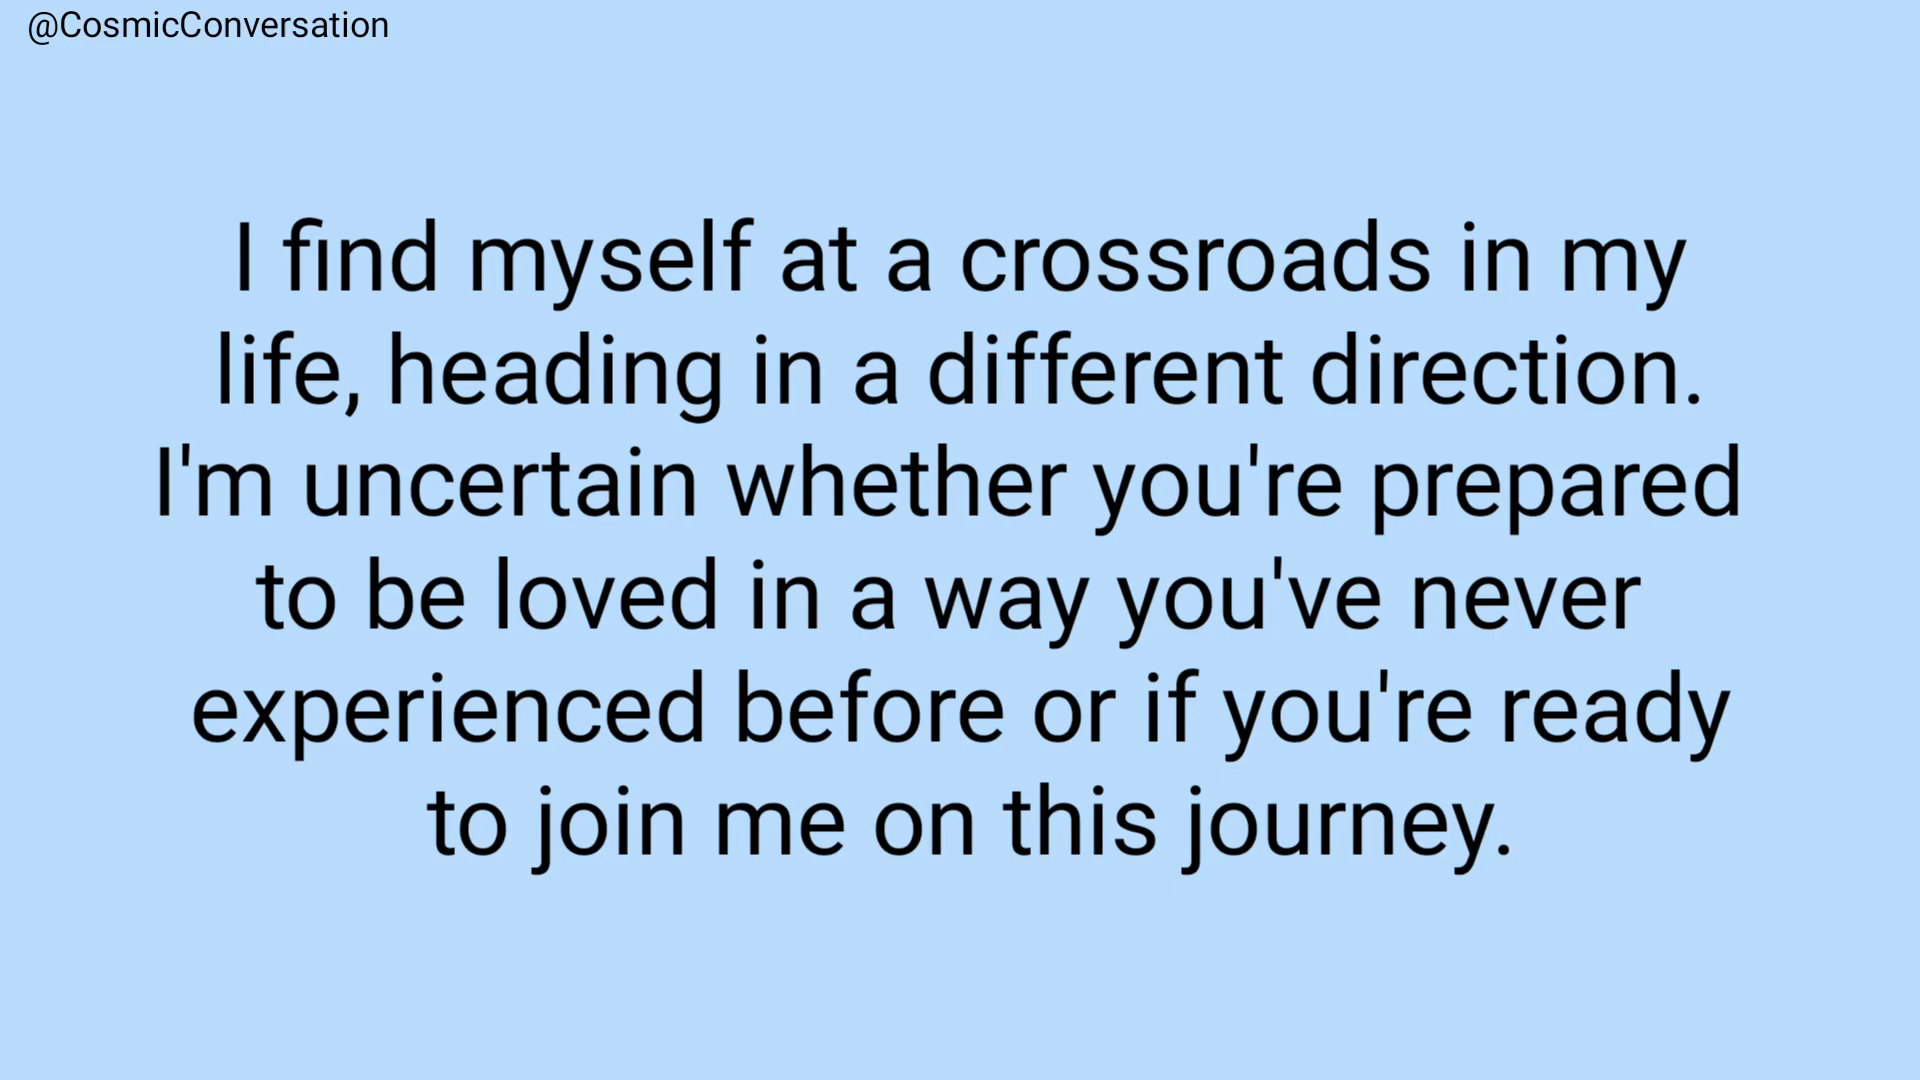 @CosmicConversation
I find myself at a crossroads in my
life, heading in a different direction.
I'm uncertain whether you're prepared
to be loved in a way you've never
experienced before or if you're ready
to join me on this journey.